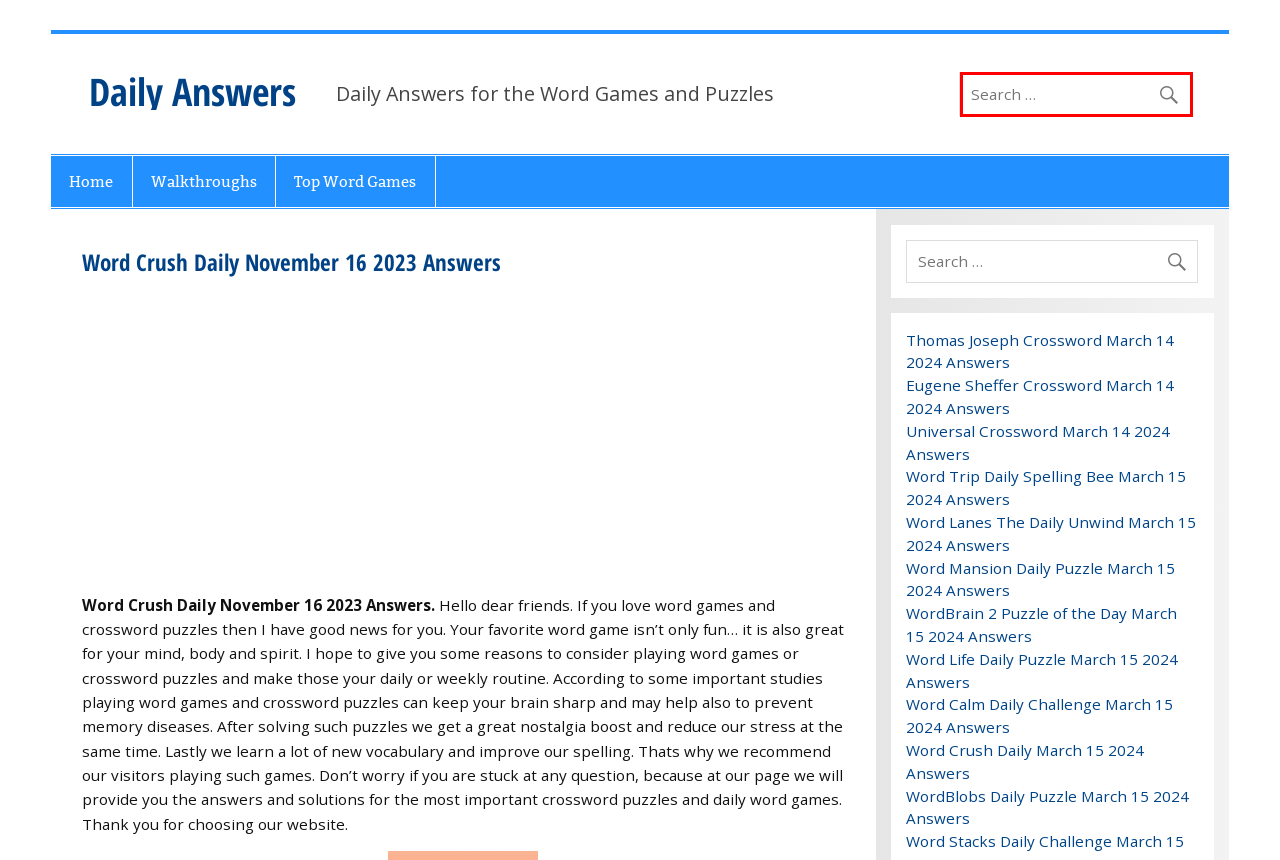 Daily Answers
Daily Answers for the Word Games and Puzzles
Search …
Home
Walkthroughs
Top Word Games
Word Crush Daily November 16 2023 Answers
Word Crush Daily November 16 2023 Answers. Hello dear friends. If you love word games and
crossword puzzles then I have good news for you. Your favorite word game isn’t only fun… it is also great
for your mind, body and spirit. I hope to give you some reasons to consider playing word games or
crossword puzzles and make those your daily or weekly routine. According to some important studies
playing word games and crossword puzzles can keep your brain sharp and may help also to prevent
memory diseases. After solving such puzzles we get a great nostalgia boost and reduce our stress at the
same time. Lastly we learn a lot of new vocabulary and improve our spelling. Thats why we recommend
our visitors playing such games. Don’t worry if you are stuck at any question, because at our page we will
provide you the answers and solutions for the most important crossword puzzles and daily word games.
Thank you for choosing our website.
Search …
Thomas Joseph Crossword March 14
2024 Answers
Eugene Sheffer Crossword March 14
2024 Answers
Universal Crossword March 14 2024
Answers
Word Trip Daily Spelling Bee March 15
2024 Answers
Word Lanes The Daily Unwind March 15
2024 Answers
Word Mansion Daily Puzzle March 15
2024 Answers
WordBrain 2 Puzzle of the Day March
15 2024 Answers
Word Life Daily Puzzle March 15 2024
Answers
Word Calm Daily Challenge March 15
2024 Answers
Word Crush Daily March 15 2024
Answers
WordBlobs Daily Puzzle March 15 2024
Answers
Word Stacks Daily Challenge March 15